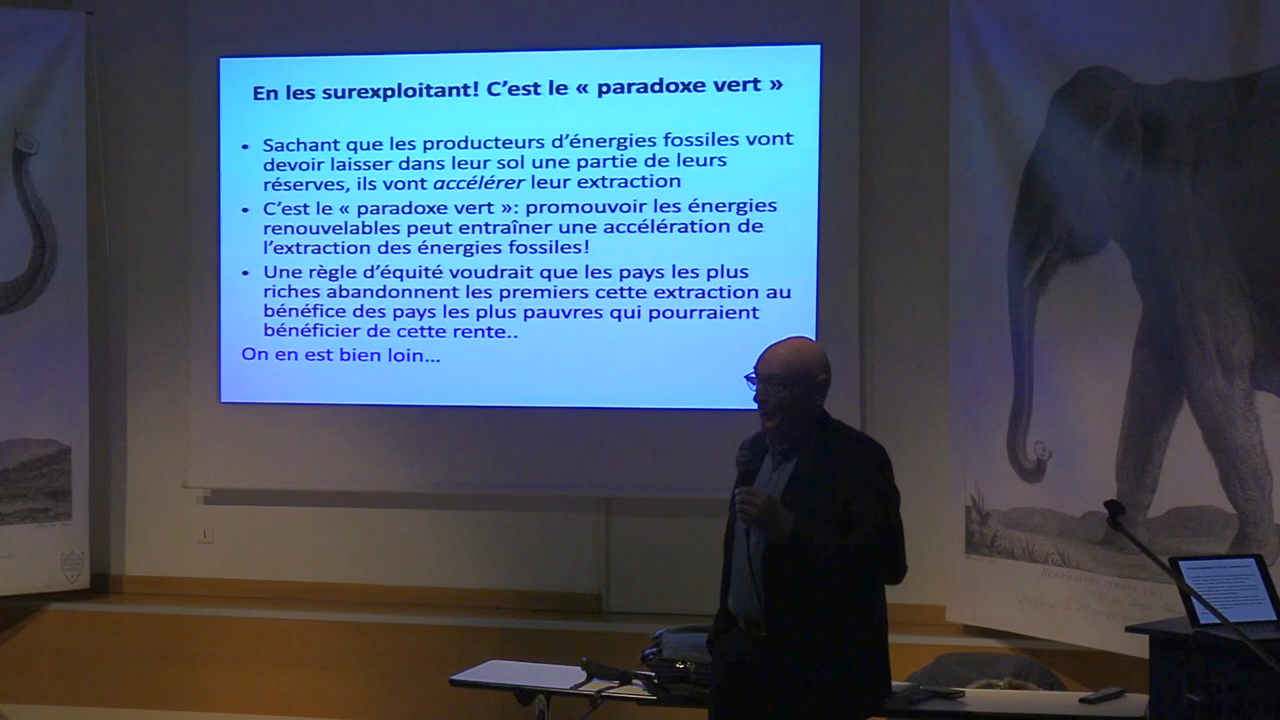 En les surexploitant! C'est le « paradoxe vert »
• Sachant que les producteurs d'énergies fossiles vont
devoir laisser dans leur sol une partie de leurs
réserves, ils vont accélérer leur extraction
• C'est le « paradoxe vert »: promouvoir les énergies
renouvelables peut entraîner une accélération de
l'extraction des énergies fossiles!
• Une règle d'équité voudrait que les pays les plus
riches abandonnent les premiers cette extraction au
bénéfice des pays les plus pauvres qui pourraient
bénéficier de cette rente..
On en est bien loin…